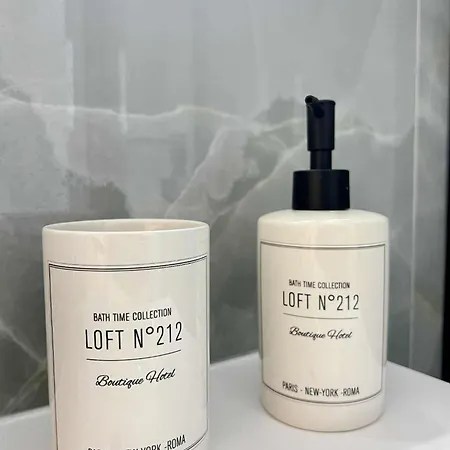 BATH TIME COLLECTION
LOFT N°212
Boutique Hotel
YORK -ROMA
BATH TIME COLLECTION
LOFT N°212
Boutique Hotel
PARIS - NEW-YORK -ROMA